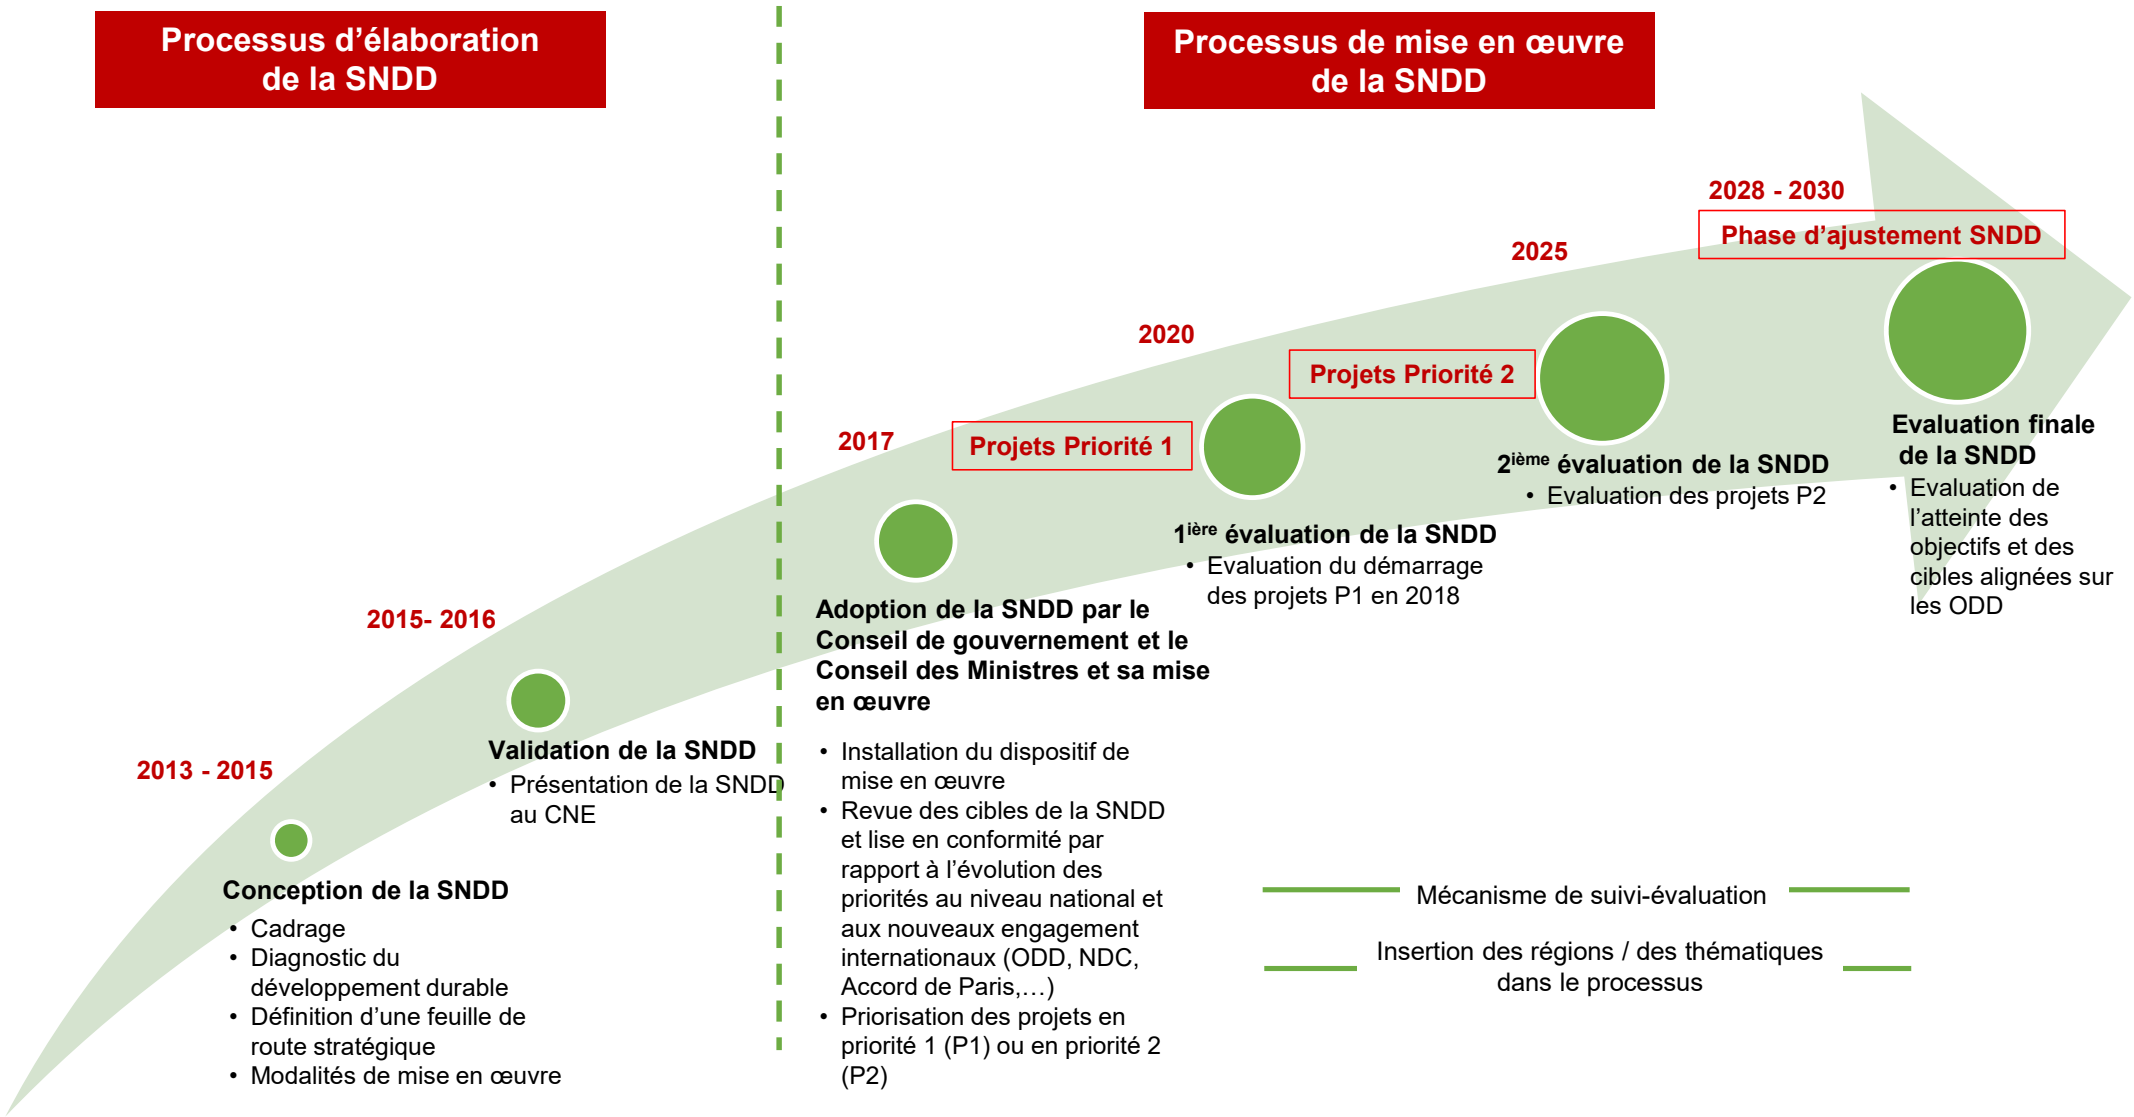 Processus d’élaboration
de la SNDD
Processus de mise en œuvre
de la SNDD
2013 - 2015
Conception de la SNDD
• Cadrage
• Diagnostic du
développement durable
• Définition d’une feuille de
route stratégique
• Modalités de mise en œuvre
2015- 2016
Validation de la SNDD
• Présentation de la SNDD
au CNE
2017
Adoption de la SNDD par le
Conseil de gouvernement et le
Conseil des Ministres et sa mise
en œuvre
• Installation du dispositif de
mise en œuvre
• Revue des cibles de la SNDD
et lise en conformité par
rapport à l’évolution des
priorités au niveau national et
aux nouveaux engagement
internationaux (ODD, NDC,
Accord de Paris,…)
• Priorisation des projets en
priorité 1 (P1) ou en priorité 2
(P2)
Projets Priorité 1
2020
1ière évaluation de la SNDD
• Evaluation du démarrage
des projets P1 en 2018
Projets Priorité 2
2025
2ième évaluation de la SNDD
• Evaluation des projets P2
2028 - 2030
Phase d’ajustement SNDD
Evaluation finale
de la SNDD
• Evaluation de
l’atteinte des
objectifs et des
cibles alignées sur
les ODD
Mécanisme de suivi-évaluation
Insertion des régions / des thématiques
dans le processus